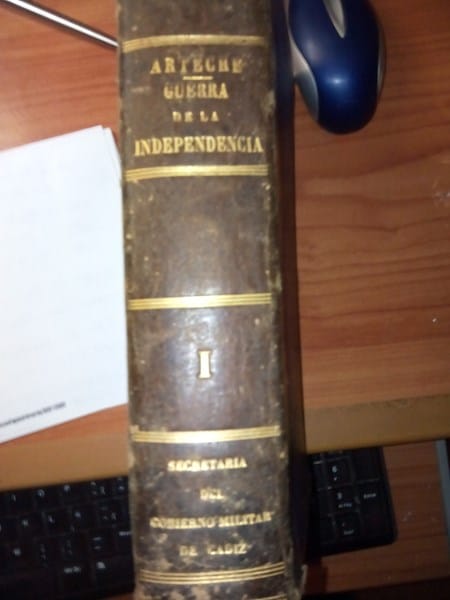 ARTECHE
GUERRA
DE LA
INDEPENDENCIA
I
SECRETARIA
DEL
GOBIERNO MILITAR
DE CADIZ